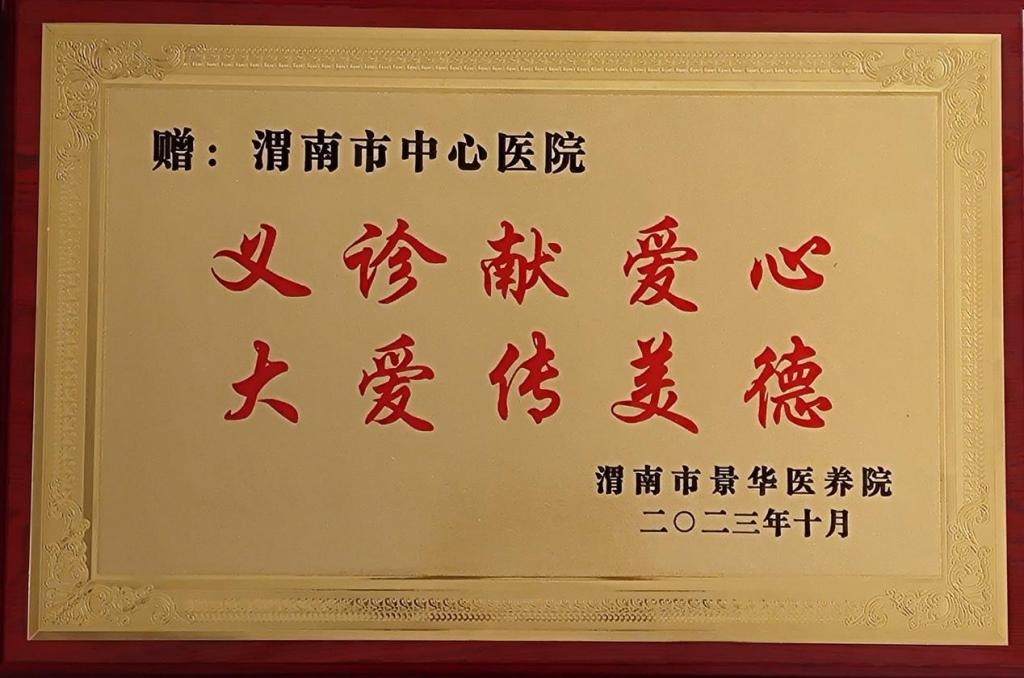 赠：渭南市中心医院
义诊献爱心
大爱传美德
渭南市景华医养院
二〇二三年十月